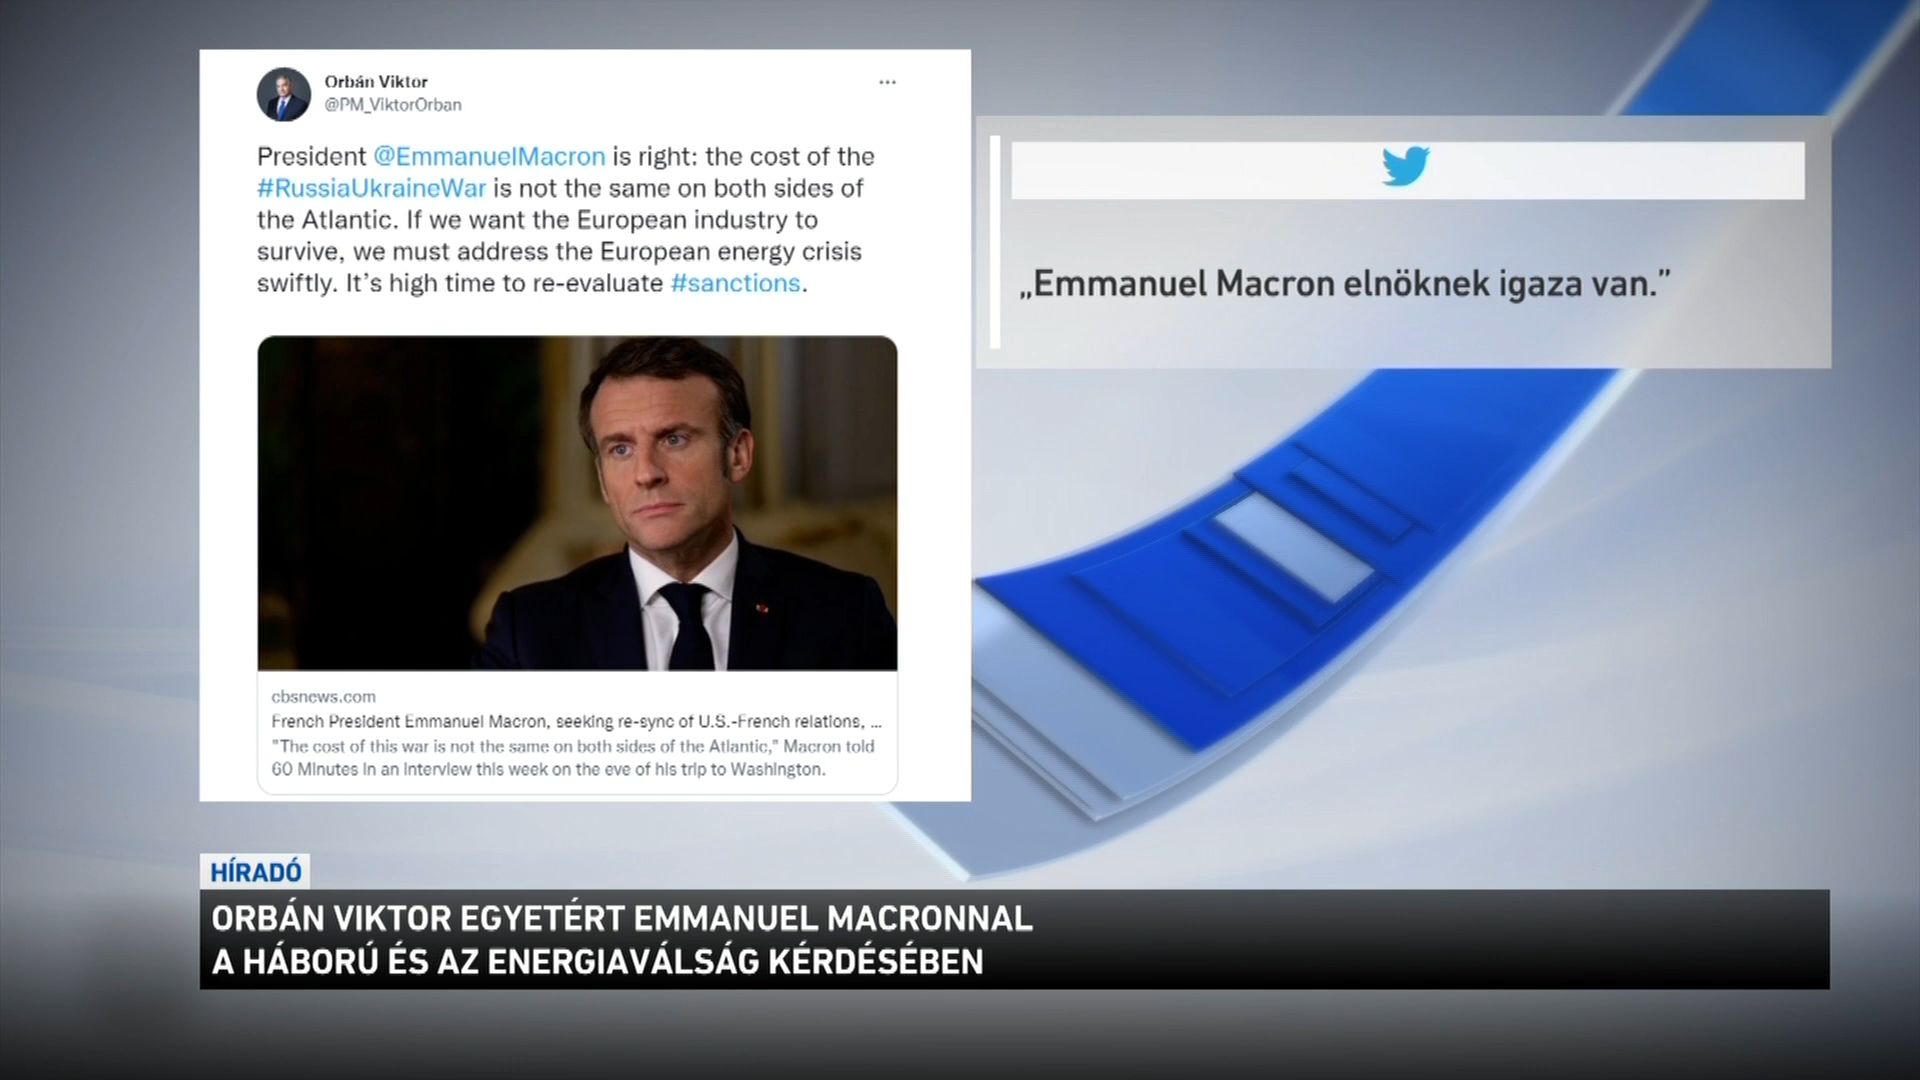 Orbán Viktor
@PM_ViktorOrban
President @EmmanuelMacron is right: the cost of the
#RussiaUkraineWar is not the same on both sides of
the Atlantic. If we want the European industry to
survive, we must address the European energy crisis
swiftly. It’s high time to re-evaluate #sanctions.
cbsnews.com
French President Emmanuel Macron, seeking re-sync of U.S.-French relations, ...
"The cost of this war is not the same on both sides of the Atlantic," Macron told
60 Minutes in an interview this week on the eve of his trip to Washington.
„Emmanuel Macron elnöknek igaza van.”
HÍRADÓ
ORBÁN VIKTOR EGYETÉRT EMMANUEL MACRONNAL
A HÁBORÚ ÉS AZ ENERGIAVÁLSÁG KÉRDÉSÉBEN